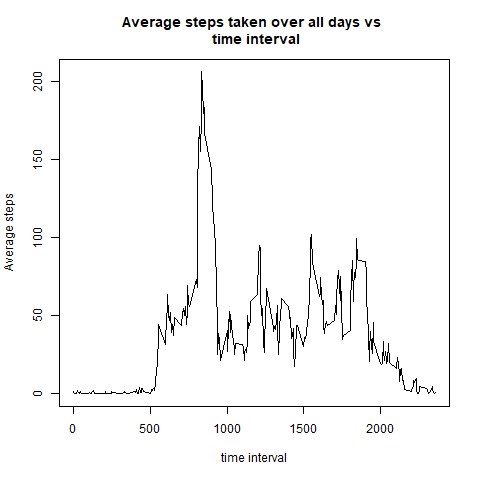 Average steps taken over all days vs
time interval
Average steps
200
150
100
50
0
0 500 1000 1500 2000
time interval